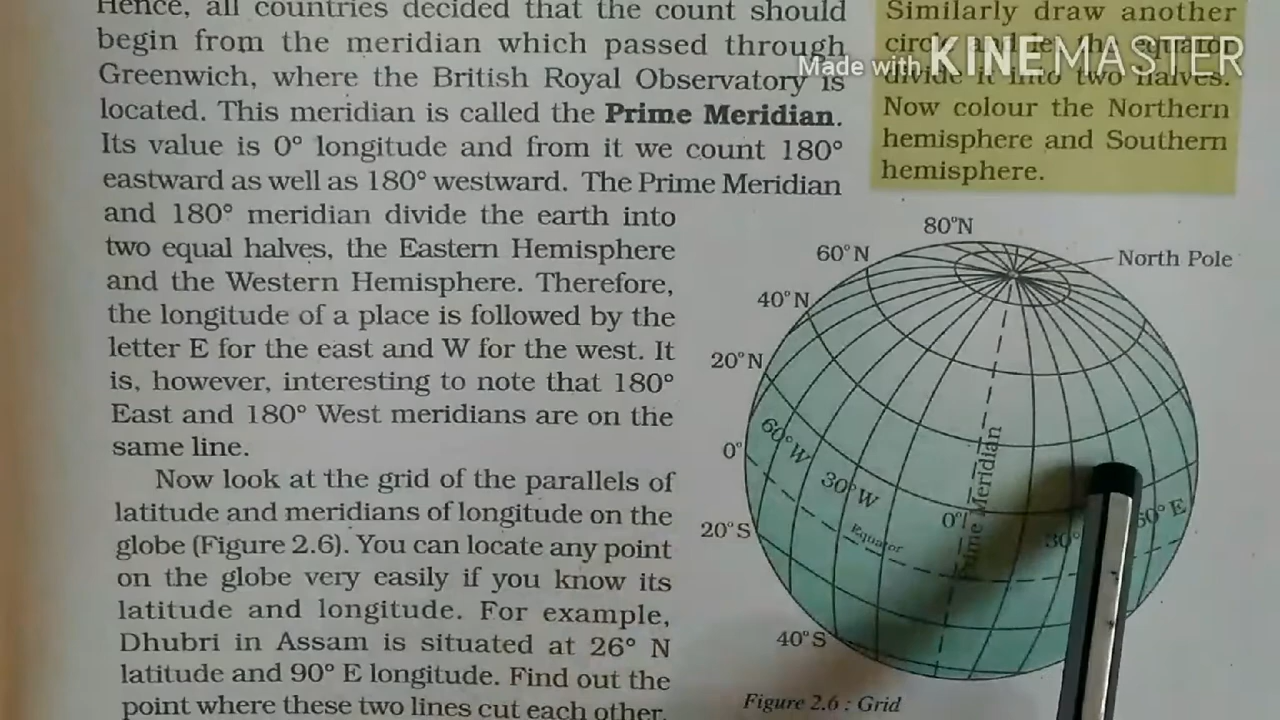 Hence, all countries decided that the count should
begin from the meridian which passed through
Greenwich, where the British Royal Observatory is
located. This meridian is called the Prime Meridian.
Its value is 0° longitude and from it we count 180°
eastward as well as 180° westward. The Prime Meridian
and 180° meridian divide the earth into
two equal halves, the Eastern Hemisphere
and the Western Hemisphere. Therefore,
the longitude of a place is followed by the
letter E for the east and W for the west. It
is, however, interesting to note that 180°
East and 180° West meridians are on the
same line.
Now look at the grid of the parallels of
latitude and meridians of longitude on the
globe (Figure 2.6). You can locate any point
on the globe very easily if you know its
latitude and longitude. For example,
Dhubri in Assam is situated at 26° N
latitude and 90° E longitude. Find out the
point where these two lines cut each other.
Similarly draw another
circle and let the equator
divide it into two halves.
Now colour the Northern
hemisphere and Southern
hemisphere.
Made with KINEMASTER
80°N
60°N
North Pole
40°N
20°N
0°
60°W
30°W
0°
Prime Meridian
30°
60°E
Equator
20°S
40°S
Figure 2.6 : Grid